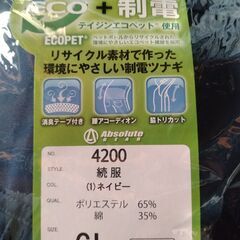 ECO + 制電
テイジンエコペット使用
ECOPET
リサイクル素材で作った
環境にやさしい制電ツナギ
消臭テープ付き
腰アコーディオン
脇トリカット
Absolute
GEAR
NO.
4200
STYLE
続服
(1)ネイビー
ポリエステル 65%
綿 35%